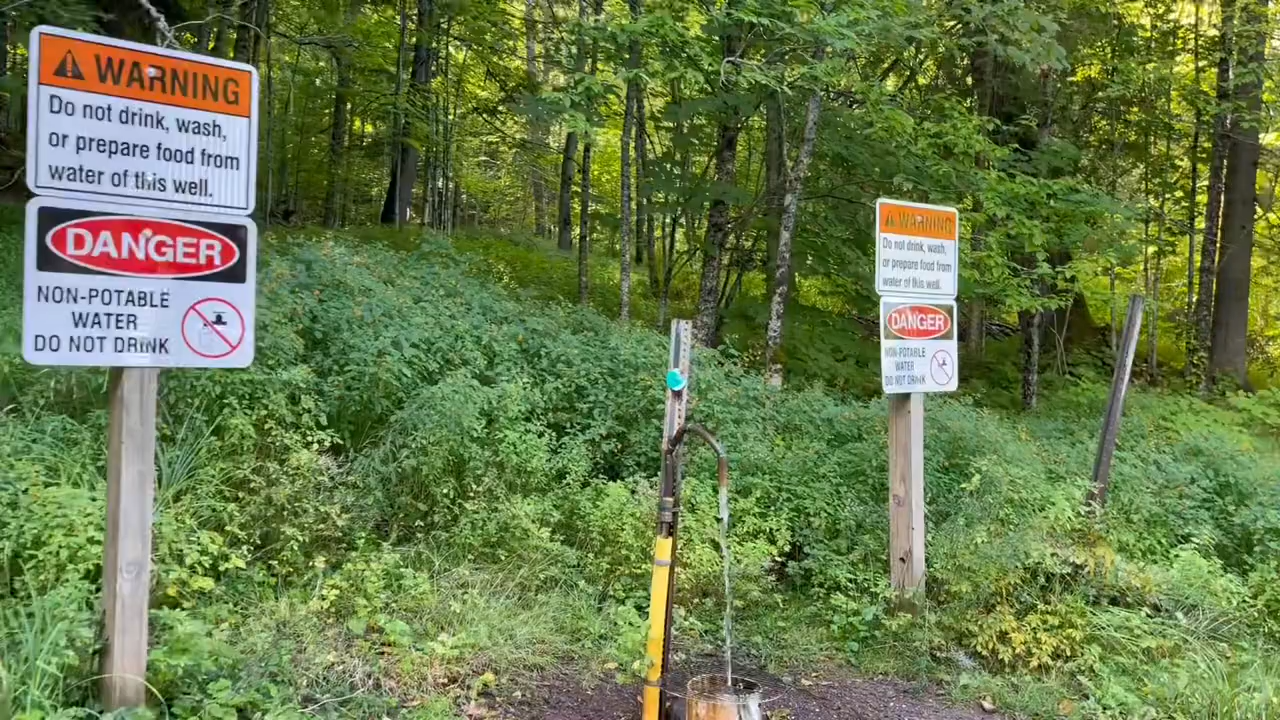 WARNING
Do not drink, wash,
or prepare food from
water of this well.
DANGER
NON-POTABLE
WATER
DO NOT DRINK
WARNING
Do not drink, wash,
or prepare food from
water of this well.
DANGER
NON-POTABLE
WATER
DO NOT DRINK